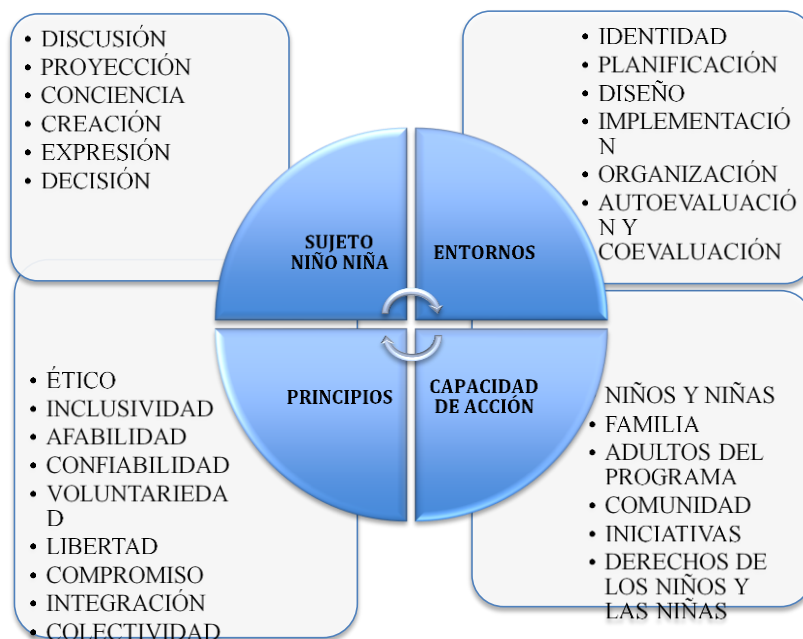 • DISCUSIÓN
• PROYECCIÓN
• CONCIENCIA
• CREACIÓN
• EXPRESIÓN
• DECISIÓN
• IDENTIDAD
• PLANIFICACIÓN
• DISEÑO
• IMPLEMENTACIÓ
N
• ORGANIZACIÓN
• AUTOEVALUACIÓ
N Y
COEVALUACIÓN
SUJETO
NIÑO NIÑA
ENTORNOS
PRINCIPIOS
CAPACIDAD
DE ACCIÓN
• ÉTICO
• INCLUSIVIDAD
• AFABILIDAD
• CONFIABILIDAD
• VOLUNTARIEDA
D
• LIBERTAD
• COMPROMISO
• INTEGRACIÓN
• COLECTIVIDAD
NIÑOS Y NIÑAS
• FAMILIA
• ADULTOS DEL
PROGRAMA
• COMUNIDAD
• INICIATIVAS
• DERECHOS DE
LOS NIÑOS Y
LAS NIÑAS